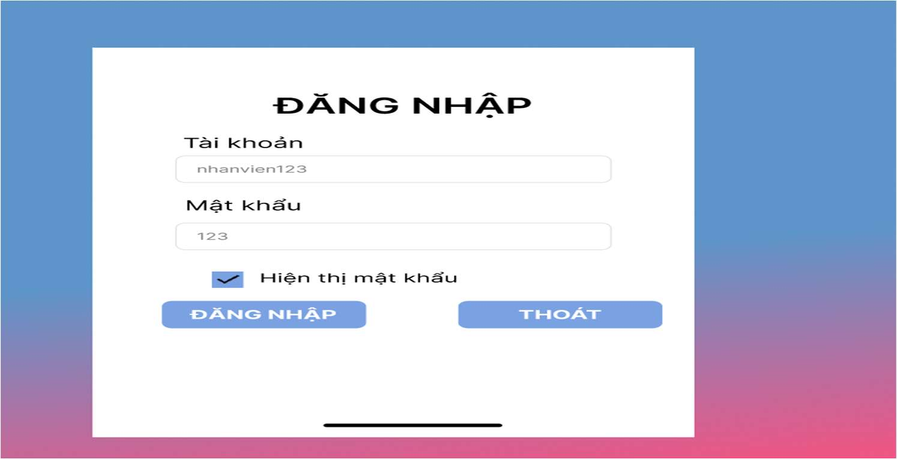 ĐĂNG NHẬP
Tài khoản
nhanvien123
Mật khẩu
123
Hiện thị mật khẩu
ĐĂNG NHẬP THOÁT